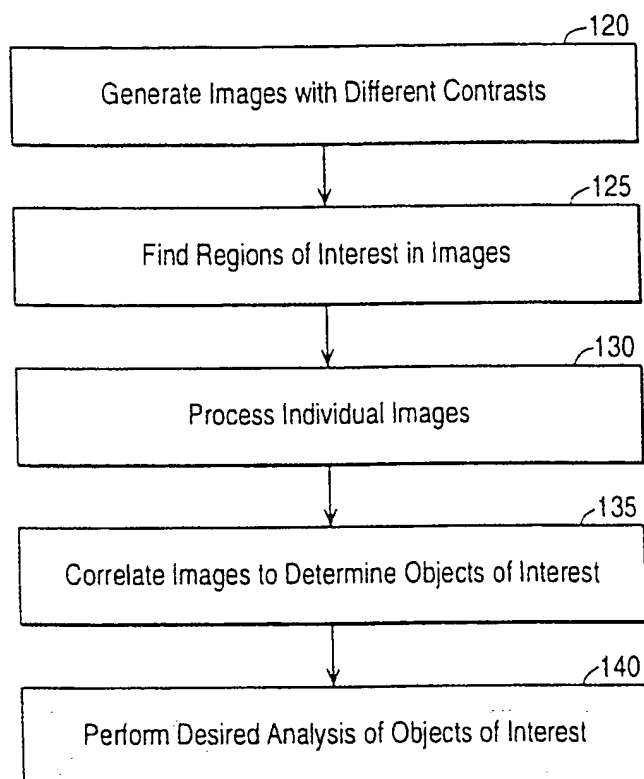 120
Generate Images with Different Contrasts
125
Find Regions of Interest in Images
130
Process Individual Images
135
Correlate Images to Determine Objects of Interest
140
Perform Desired Analysis of Objects of Interest